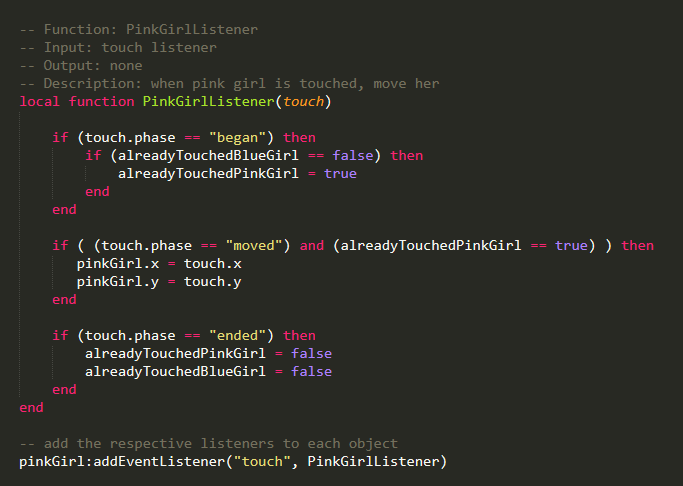 -- Function: PinkGirlListener
-- Input: touch listener
-- Output: none
-- Description: when pink girl is touched, move her
local function PinkGirlListener(touch)
if (touch.phase == "began") then
if (alreadyTouchedBlueGirl == false) then
alreadyTouchedPinkGirl = true
end
end
if ( (touch.phase == "moved") and (alreadyTouchedPinkGirl == true) ) then
pinkGirl.x = touch.x
pinkGirl.y = touch.y
end
if (touch.phase == "ended") then
alreadyTouchedPinkGirl = false
alreadyTouchedBlueGirl = false
end
end
-- add the respective listeners to each object
pinkGirl:addEventListener("touch", PinkGirlListener)